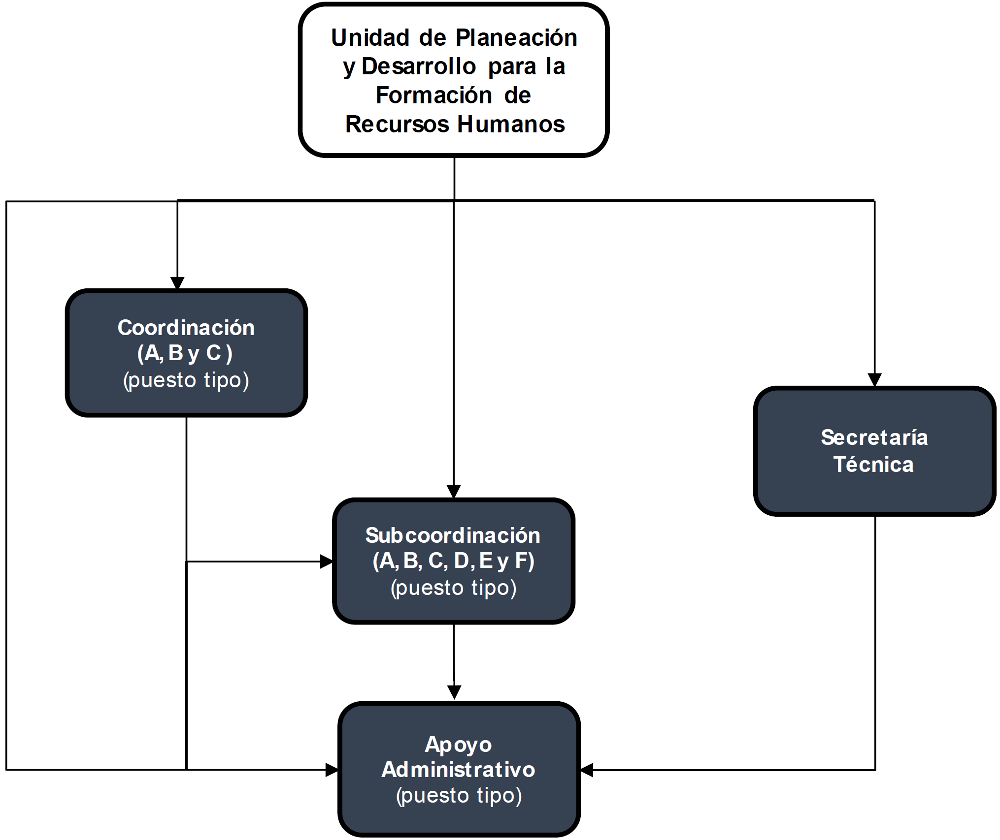 Unidad de Planeación
y Desarrollo para la
Formación de
Recursos Humanos
Coordinación
(A, B y C )
(puesto tipo)
Secretaría
Técnica
Subcoordinación
(A, B, C, D, E y F)
(puesto tipo)
Apoyo
Administrativo
(puesto tipo)